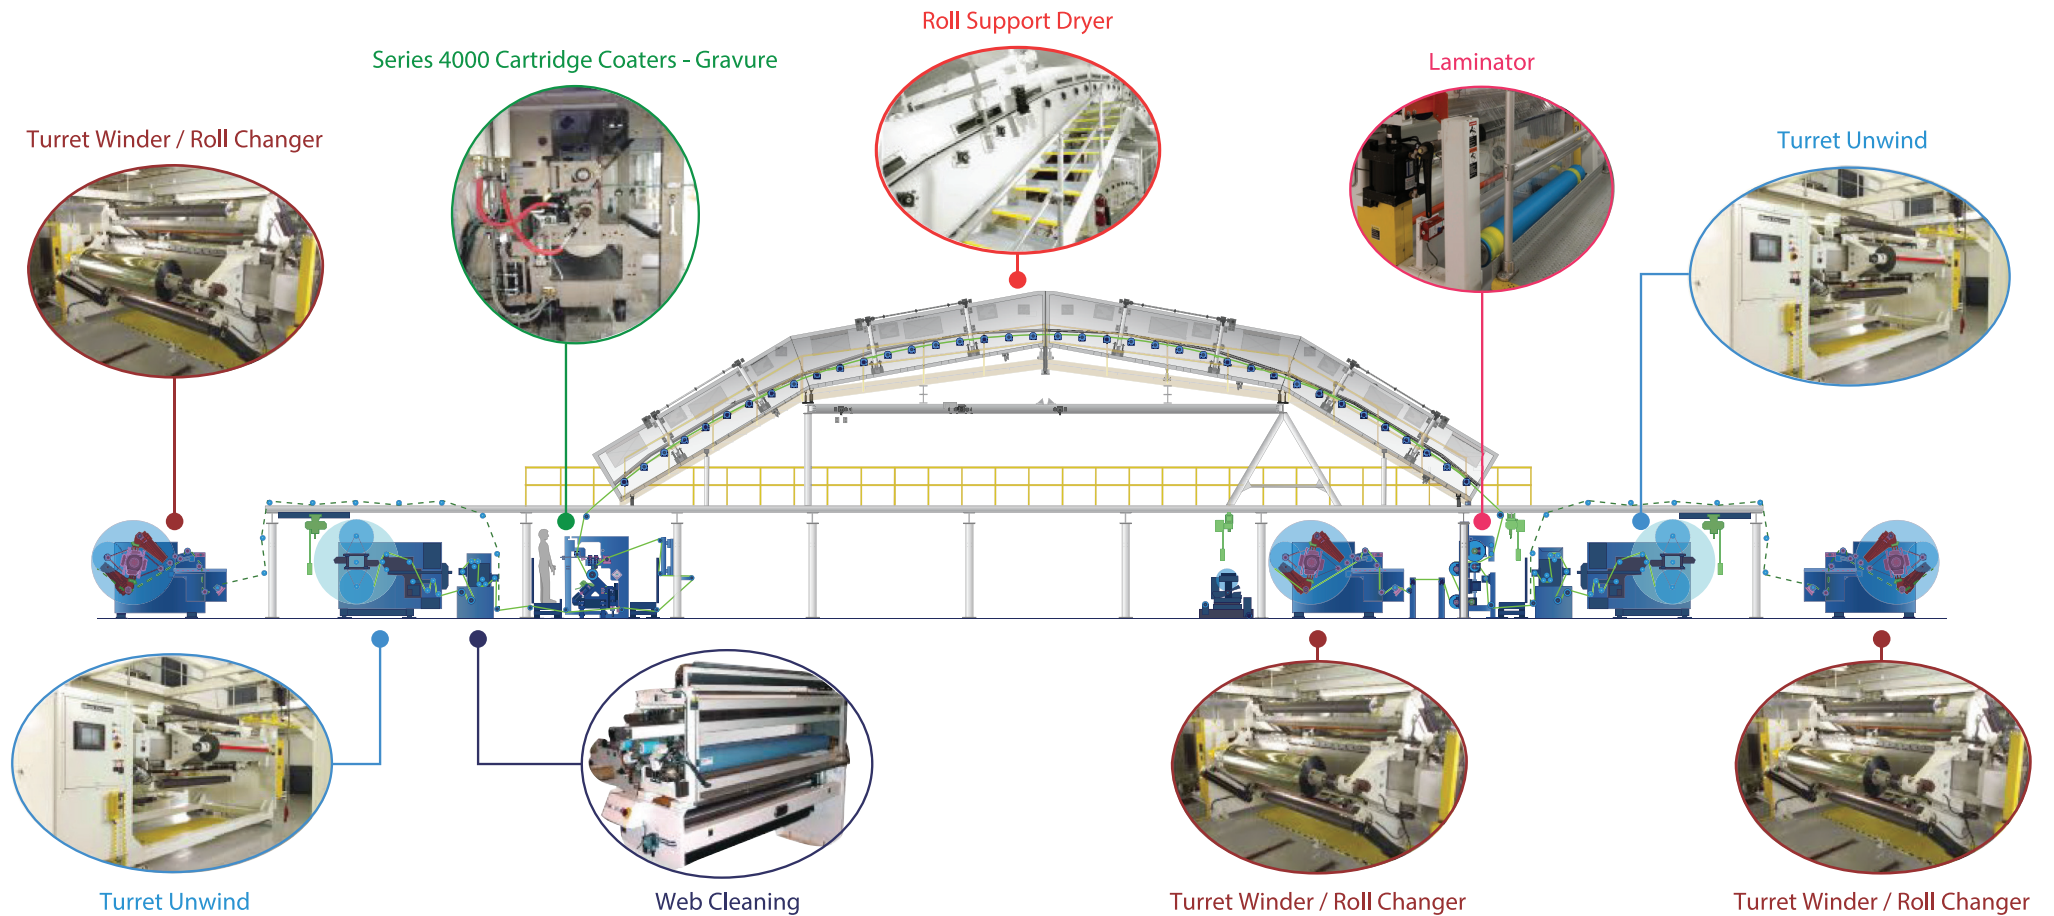 Roll Support Dryer
Series 4000 Cartridge Coaters - Gravure
Laminator
Turret Winder / Roll Changer
Turret Unwind
Turret Unwind
Web Cleaning
Turret Winder / Roll Changer
Turret Winder / Roll Changer